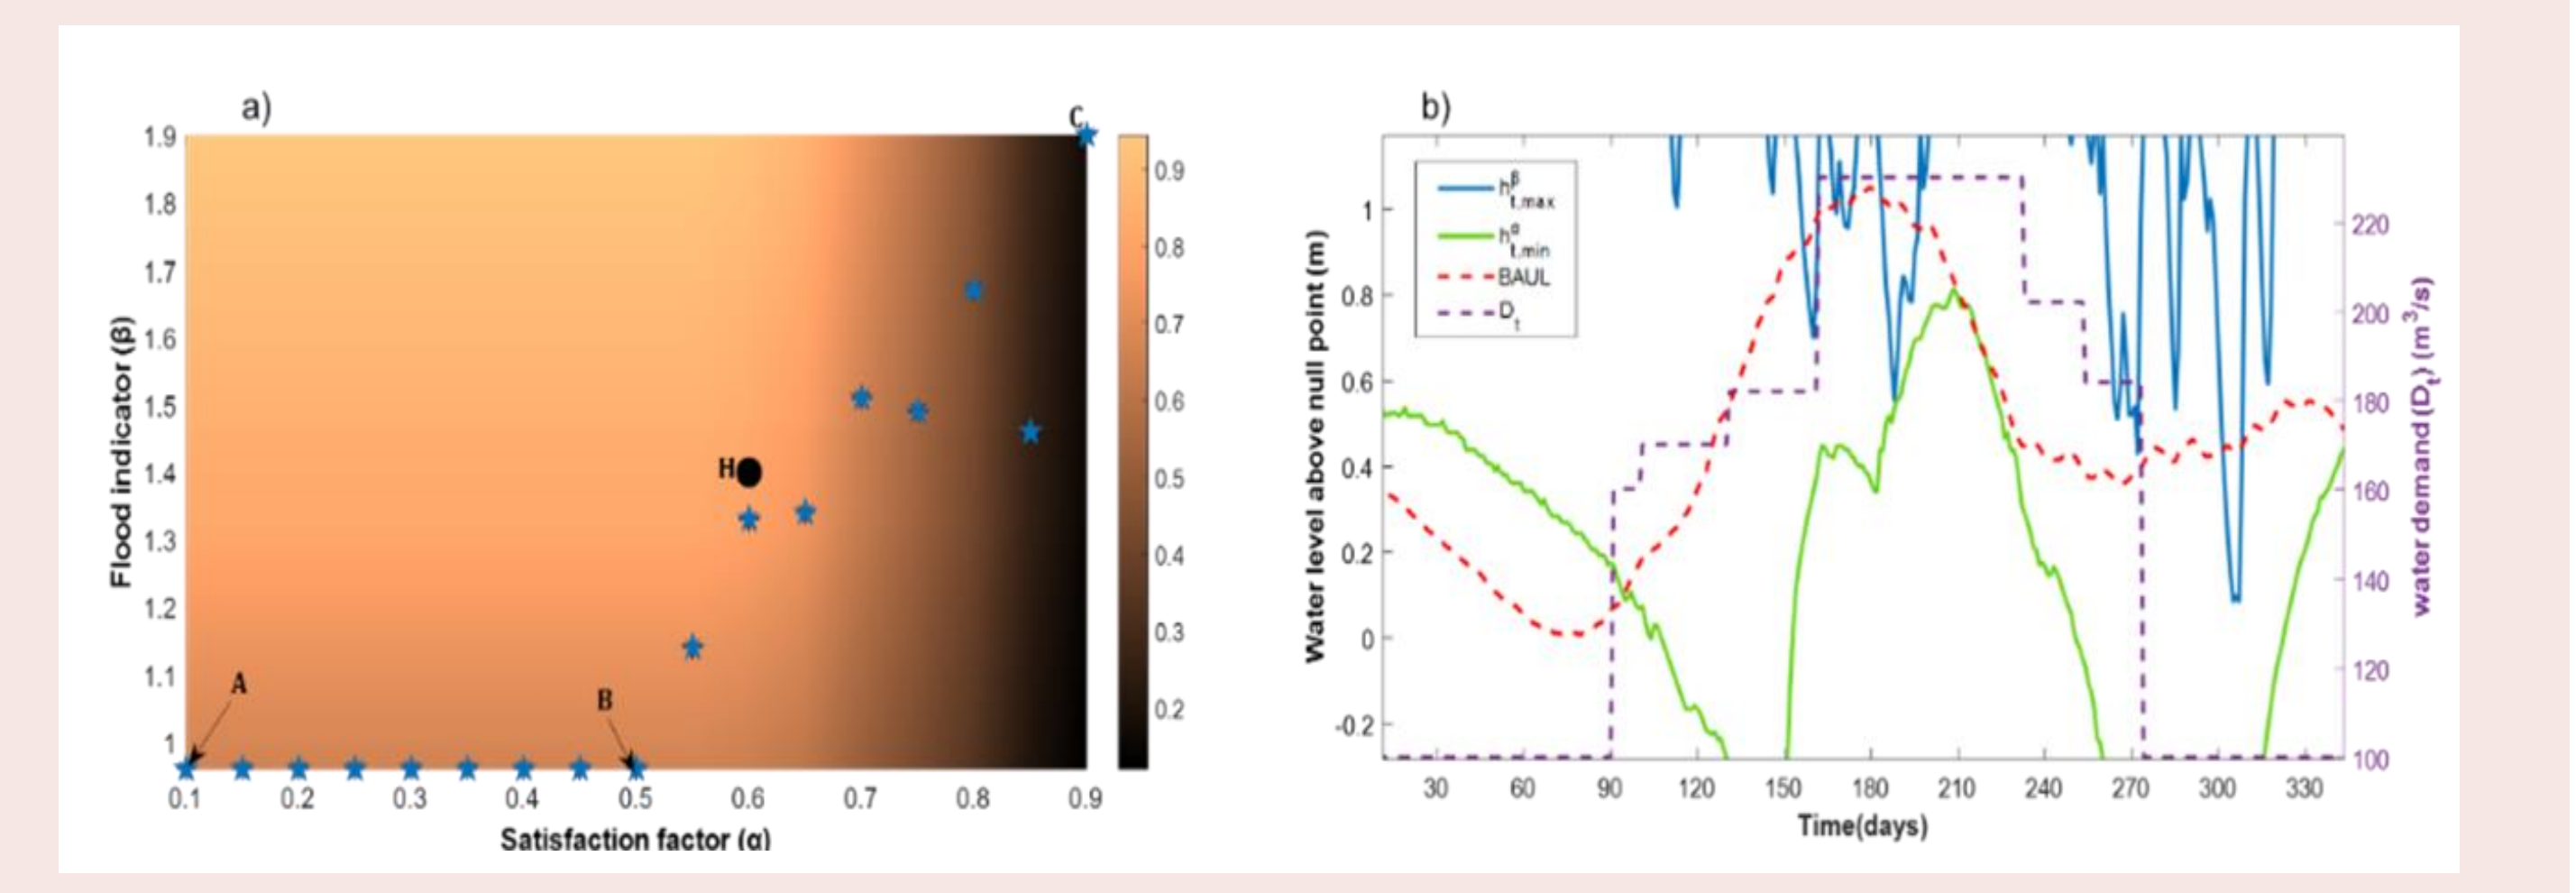 a)
C
1.9
1.8
1.7
1.6
1.5
1.4
1.3
1.2
1.1
1
Flood indicator (β)
H
A
B
0.1 0.2 0.3 0.4 0.5 0.6 0.7 0.8 0.9
Satisfaction factor (α)
0.9
0.8
0.7
0.6
0.5
0.4
0.3
0.2
b)
1
0.8
0.6
0.4
0.2
0
-0.2
Water level above null point (m)
h^β_t,max
h^α_t,min
BAUL
D_t
220
200
180
160
140
120
100
water demand (D_t) (m³/s)
30 60 90 120 150 180 210 240 270 300 330
Time(days)